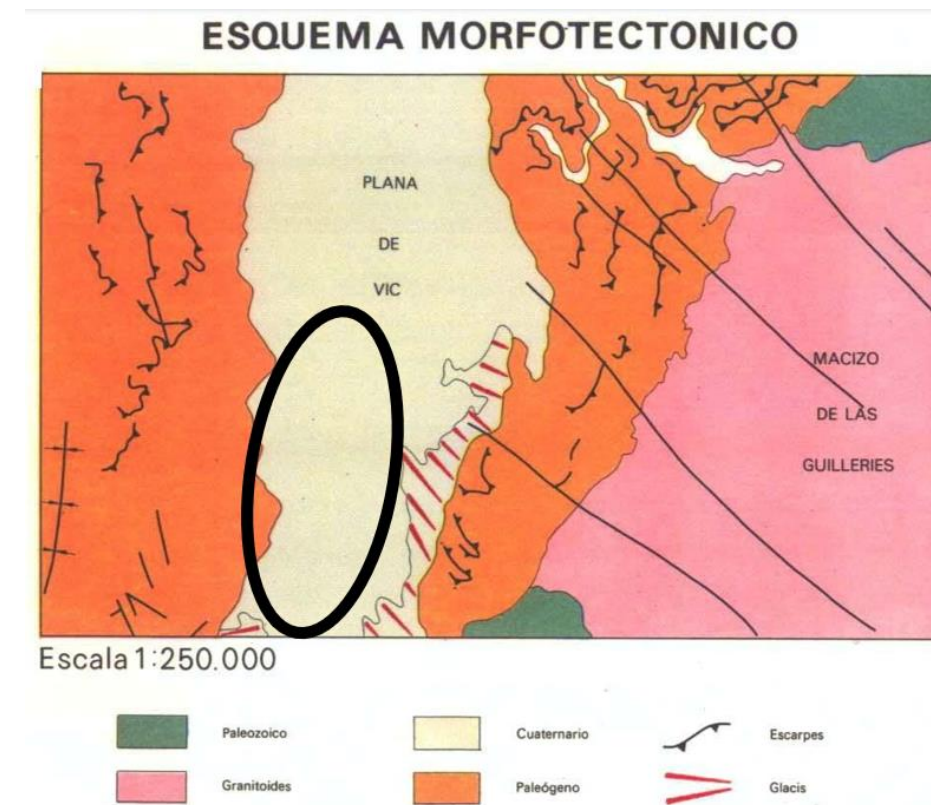 ESQUEMA MORFOTECTONICO
PLANA
DE
VIC
MACIZO
DE LAS
GUILLERIES
Escala 1:250.000
Paleozoico
Cuaternario
Escarpes
Granitoides
Paleógeno
Glacis